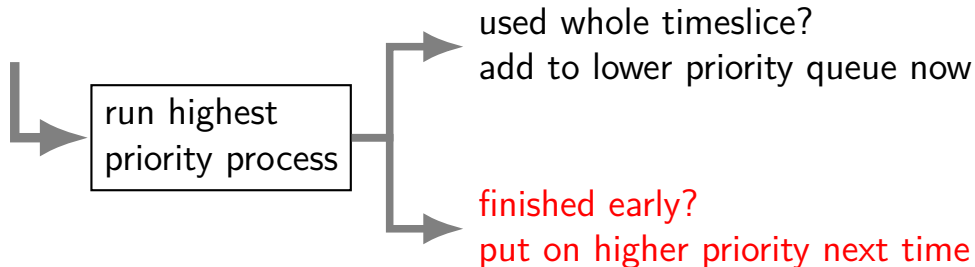 used whole timeslice?
add to lower priority queue now
run highest
priority process
finished early?
put on higher priority next time